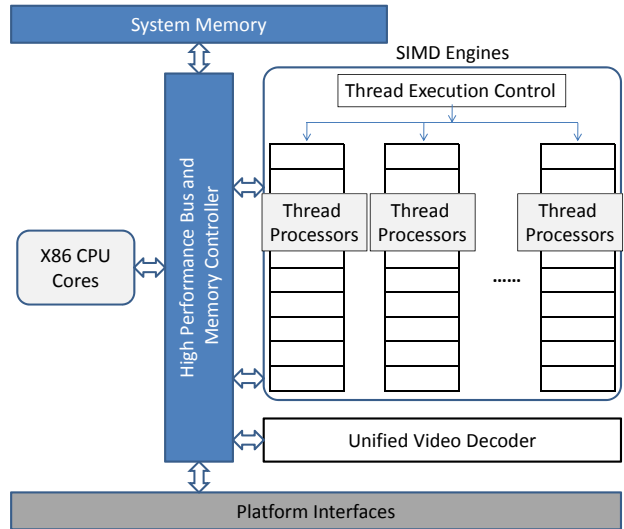 System Memory
SIMD Engines
Thread Execution Control
High Performance Bus and
Memory Controller
Thread
Processors
Thread
Processors
Thread
Processors
X86 CPU
Cores
......
Unified Video Decoder
Platform Interfaces